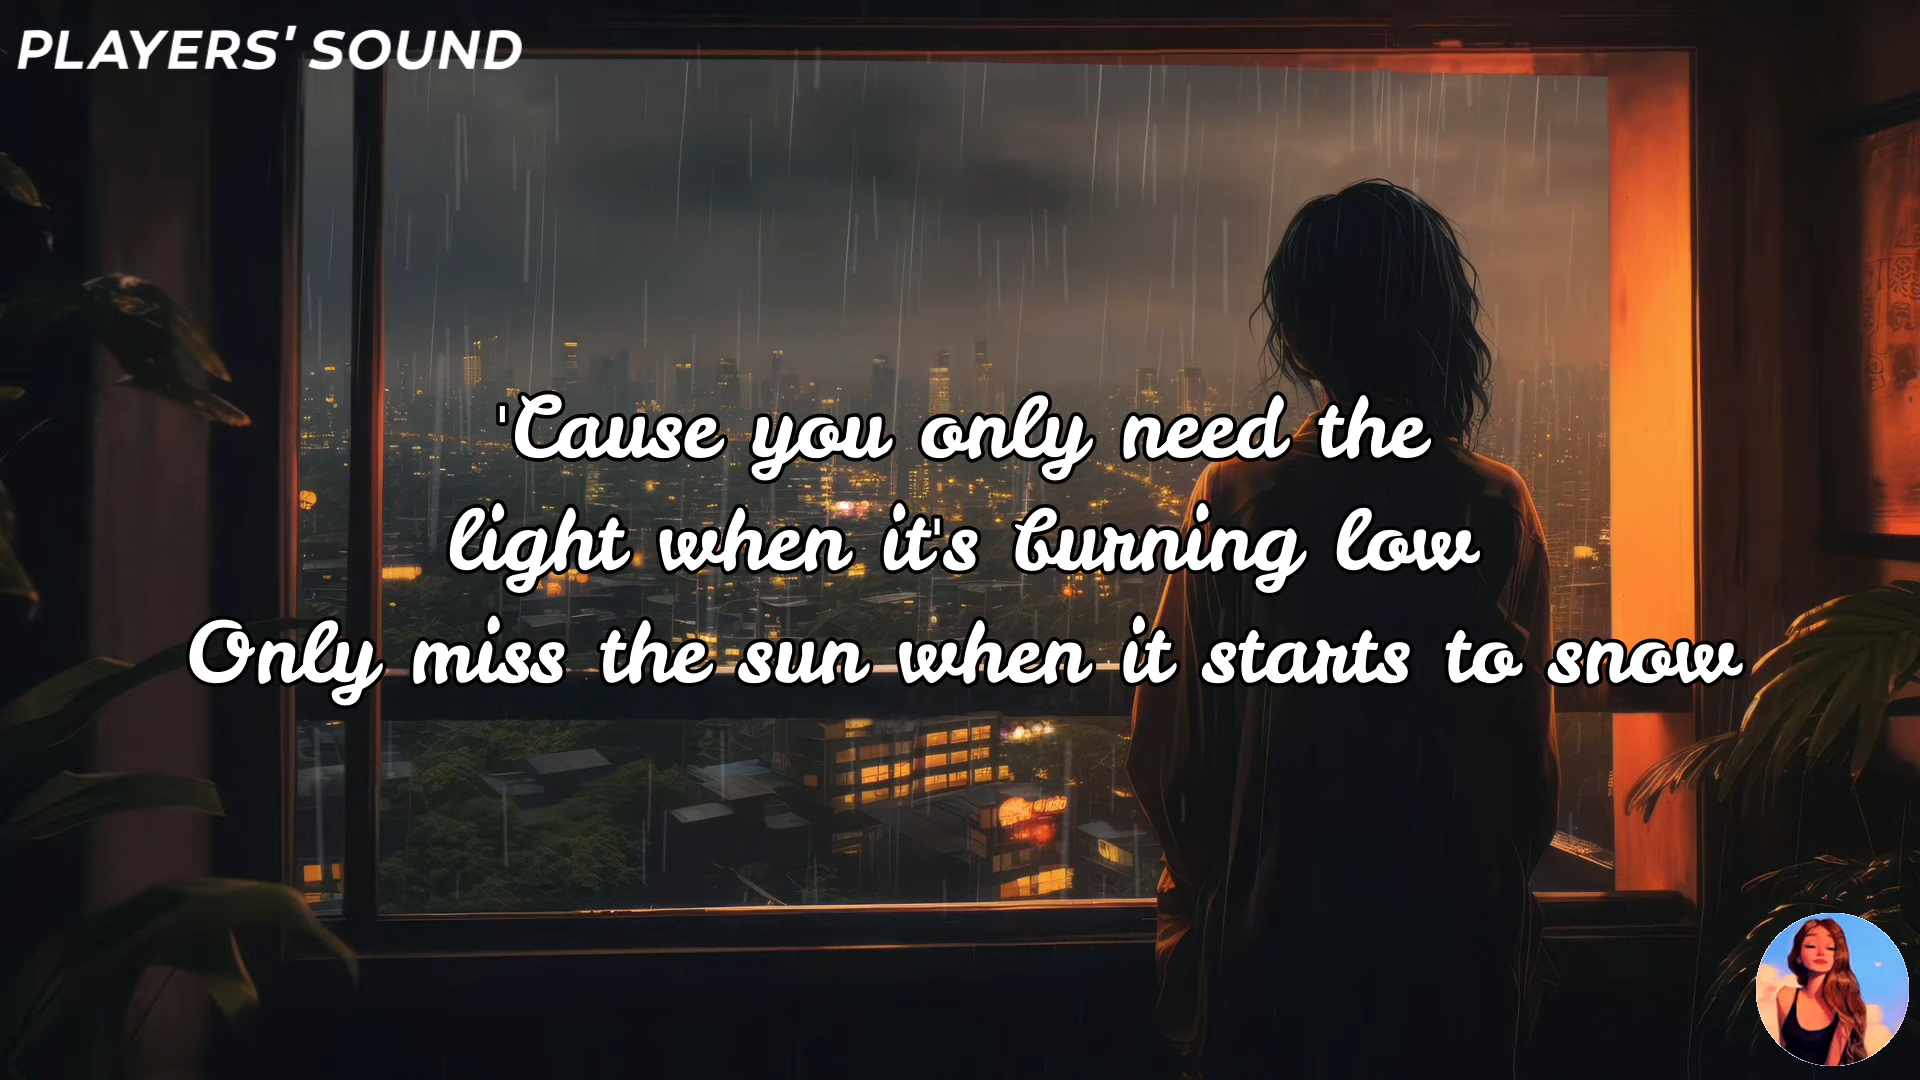 PLAYERS' SOUND
'Cause you only need the
light when it's burning low
Only miss the sun when it starts to snow